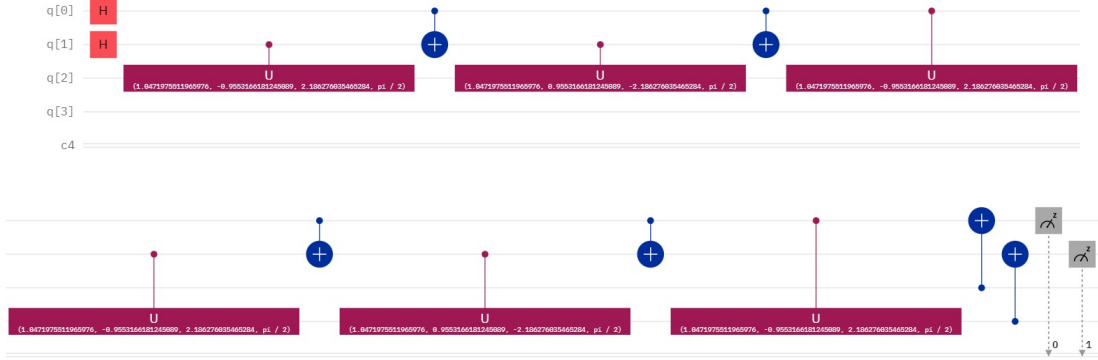 q[0] H
q[1] H
q[2] U U U
(1.0471975511965976, -0.9553166181245089, 2.186276035465284, pi / 2) (1.0471975511965976, 0.9553166181245089, -2.186276035465284, pi / 2) (1.0471975511965976, -0.9553166181245089, 2.186276035465284, pi / 2)
q[3]
c4
z
z
U U U
(1.0471975511965976, -0.9553166181245089, 2.186276035465284, pi / 2) (1.0471975511965976, 0.9553166181245089, -2.186276035465284, pi / 2) (1.0471975511965976, -0.9553166181245089, 2.186276035465284, pi / 2)
0 1